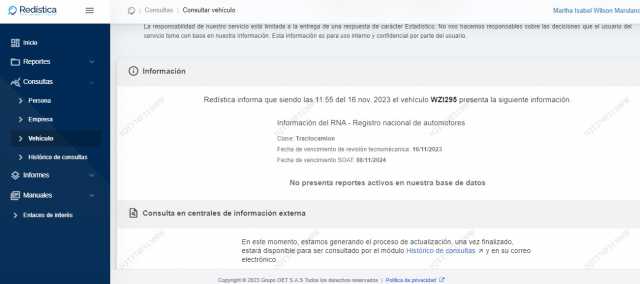 Redistica
Consultas | Consultar vehículo
Martha Isabel Wilson Mandano
Inicio
Reportes
Consultas
Persona
Empresa
Vehículo
Histórico de consultas
Informes
Manuales
Enlaces de interés
La responsabilidad de nuestro servicio está limitada a la entrega de una respuesta de carácter Estadístico. No nos hacemos responsables sobre las decisiones que el usuario del
servicio tome con base en nuestra información. Esta información es para uso interno y confidencial por parte del usuario.
Información
Redistica informa que siendo las 11:55 del 16 nov. 2023 el vehículo WZI295 presenta la siguiente información.
Información del RNA - Registro nacional de automotores
Clase: Tractocamion
Fecha de vencimiento de revisión tecnomécanica: 10/11/2023
Fecha de vencimiento SOAT: 08/11/2024
No presenta reportes activos en nuestra base de datos
Consulta en centrales de información externa
En este momento, estamos generando el proceso de actualización, una vez finalizado,
estará disponible para ser consultado por el módulo Histórico de consultas y en su correo
electrónico
Copyright © 2023 Grupo OET S.A.S Todos los derechos reservados | Política de privacidad